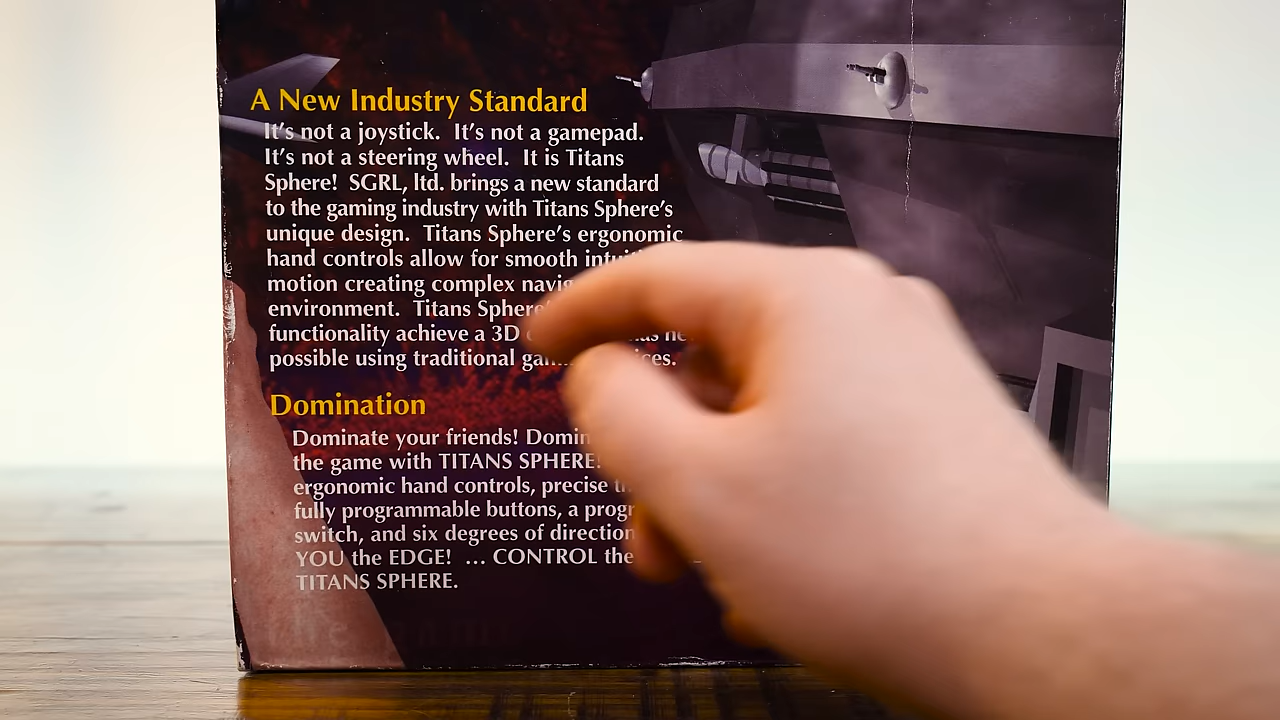 A New Industry Standard
It's not a joystick. It's not a gamepad.
It's not a steering wheel. It is Titans
Sphere! SGRL, ltd. brings a new standard
to the gaming industry with Titans Sphere's
unique design. Titans Sphere's ergonomic
hand controls allow for smooth
motion creating complex
environment. Titans
functionality achieve a 3D
possible using traditional
Domination
Dominate your friends!
the game with TITANS SPHERE!
ergonomic hand controls, precise
fully programmable buttons, a
switch, and six degrees of
YOU the EDGE! ... CONTROL the
TITANS SPHERE.